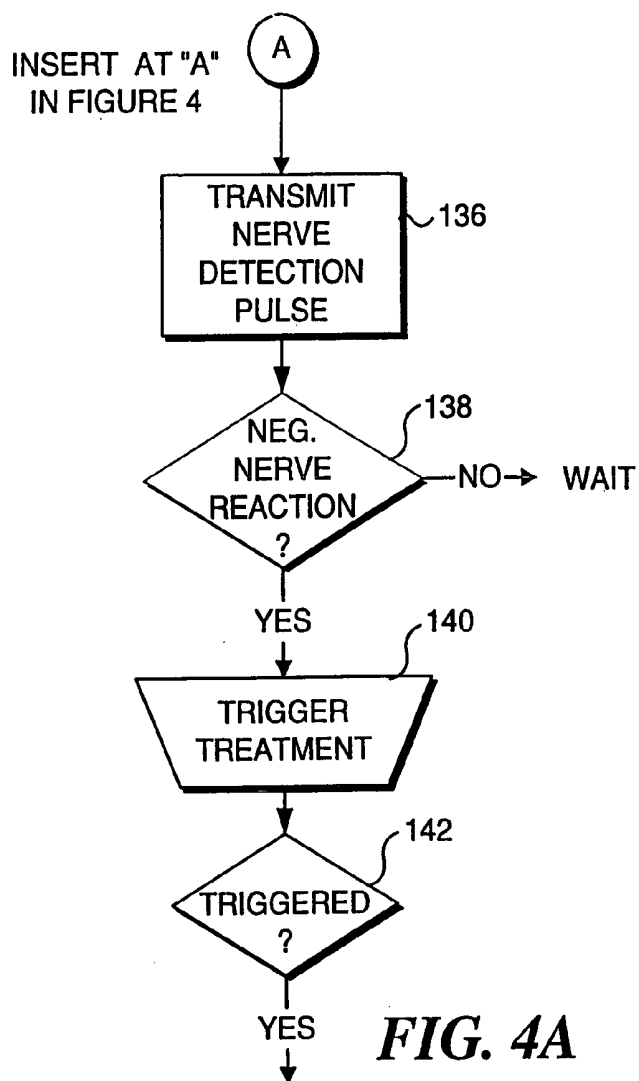 A
INSERT AT "A"
IN FIGURE 4
TRANSMIT
NERVE
DETECTION
PULSE
136
138
NEG.
NERVE
REACTION
?
NO
WAIT
YES
140
TRIGGER
TREATMENT
142
TRIGGERED
?
YES
FIG. 4A